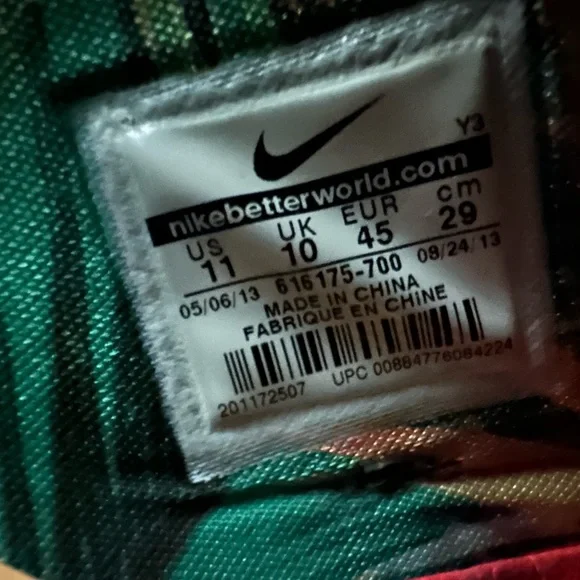 Y3
nikebetterworld.com
US UK EUR cm
11 10 45 29
05/06/13 616175-700 08/24/13
MADE IN CHINA
FABRIQUE EN CHINE
201172507 UPC 00884776084224